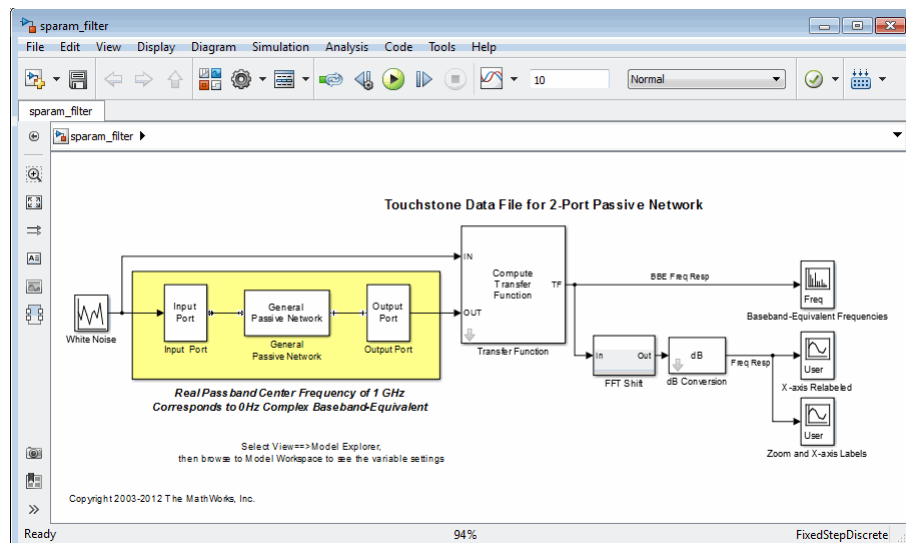 sparam_filter
File Edit View Display Diagram Simulation Analysis Code Tools Help
10
Normal
sparam_filter
sparam_filter
Touchstone Data File for 2-Port Passive Network
IN
Compute
Transfer
Function
TF
OUT
Transfer Function
BBE Freq Resp
Freq
Baseband-Equivalent Frequencies
White Noise
Input
Port
Input Port
General
Passive Network
General
Passive Network
Output
Port
Output Port
In
Out
FFT Shift
dB
dB Conversion
Freq Resp
User
X-axis Relabeled
User
Zoom and X-axis Labels
Real Passband Center Frequency of 1 GHz
Corresponds to 0Hz Complex Baseband-Equivalent
Select View==>Model Explorer,
then browse to Model Workspace to see the variable settings
Copyright 2003-2012 The MathWorks, Inc.
Ready
94%
FixedStepDiscrete